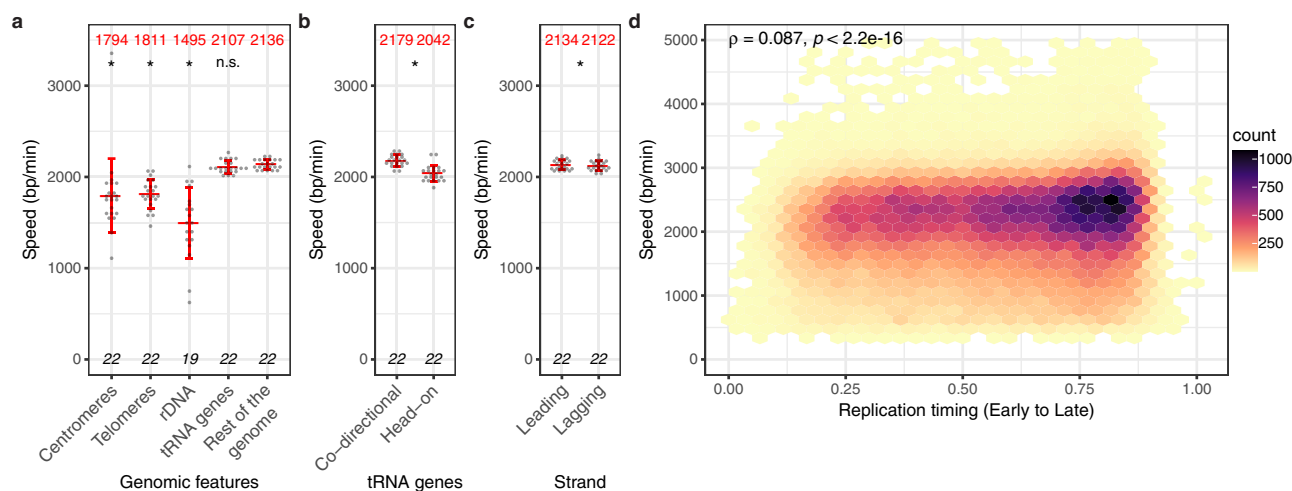 a
1794 1811 1495 2107 2136
* * * n.s.
3000
2000
1000
0
Speed (bp/min)
22 22 19 22 22
Centromeres
Telomeres
rDNA
tRNA genes
Rest of the
genome
Genomic features
b
2179 2042
*
3000
2000
1000
0
Speed (bp/min)
22 22
Co−directional
Head−on
tRNA genes
c
2134 2122
*
3000
2000
1000
0
Speed (bp/min)
22 22
Leading
Lagging
Strand
d
ρ = 0.087, p < 2.2e-16
5000
4000
3000
2000
1000
0
Speed (bp/min)
0.00 0.25 0.50 0.75 1.00
Replication timing (Early to Late)
count
1000
750
500
250